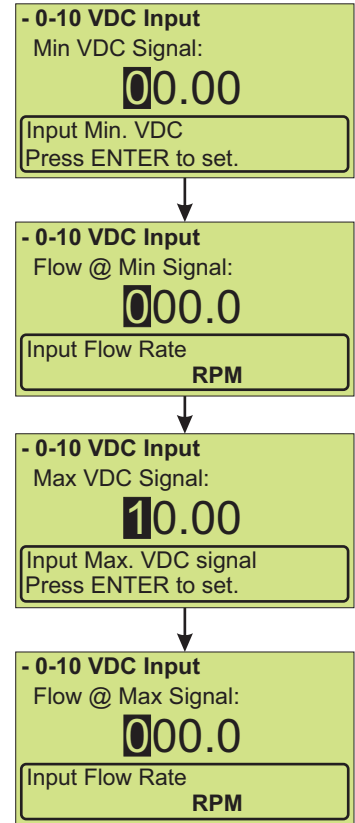 - 0-10 VDC Input
Min VDC Signal:
00.00
Input Min. VDC
Press ENTER to set.
- 0-10 VDC Input
Flow @ Min Signal:
000.0
Input Flow Rate
RPM
- 0-10 VDC Input
Max VDC Signal:
10.00
Input Max. VDC signal
Press ENTER to set.
- 0-10 VDC Input
Flow @ Max Signal:
000.0
Input Flow Rate
RPM